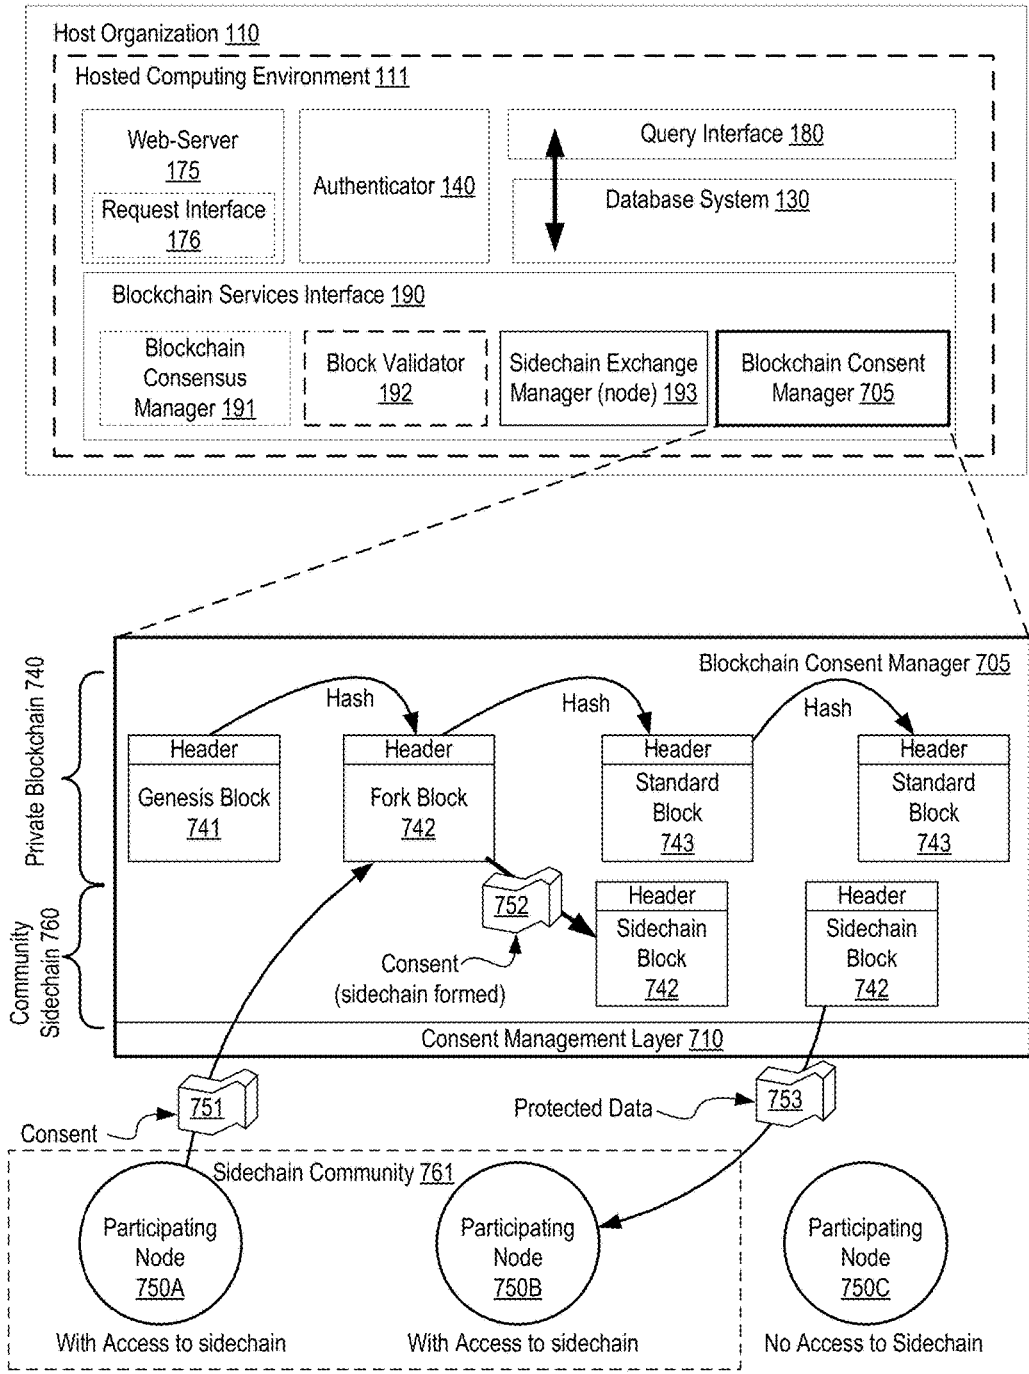 Host Organization 110
Hosted Computing Environment 111
Web-Server
175
Request Interface
176
Authenticator 140
Query Interface 180
Database System 130
Blockchain Services Interface 190
Blockchain
Consensus
Manager 191
Block Validator
192
Sidechain Exchange
Manager (node) 193
Blockchain Consent
Manager 705
Blockchain Consent Manager 705
Private Blockchain 740
Hash
Hash
Hash
Header
Genesis Block
741
Header
Fork Block
742
Header
Standard
Block
743
Header
Standard
Block
743
Community
Sidechain 760
752
Consent
(sidechain formed)
Header
Sidechain
Block
742
Header
Sidechain
Block
742
Consent Management Layer 710
751
Consent
Protected Data
753
Sidechain Community 761
Participating
Node
750A
Participating
Node
750B
Participating
Node
750C
With Access to sidechain
With Access to sidechain
No Access to Sidechain